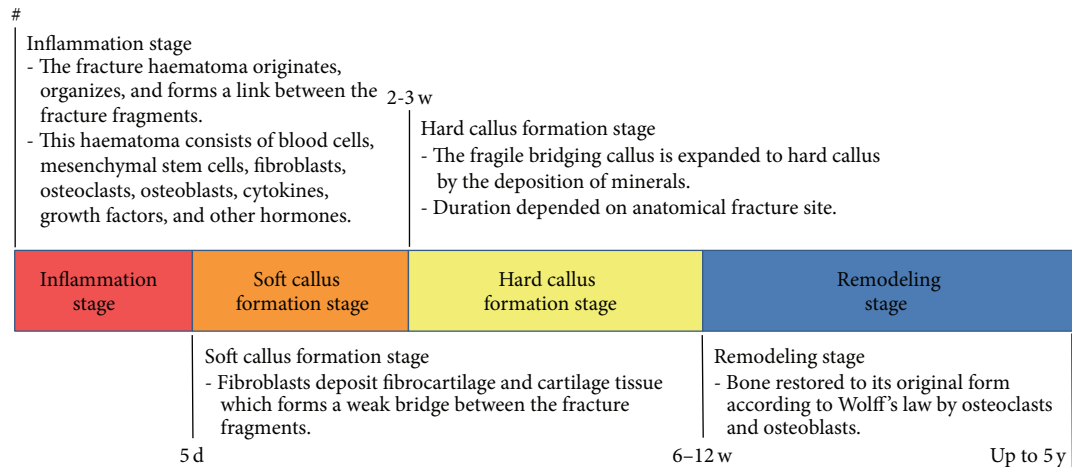 #
Inflammation stage
- The fracture haematoma originates,
organizes, and forms a link between the
fracture fragments.
- This haematoma consists of blood cells,
mesenchymal stem cells, fibroblasts,
osteoclasts, osteoblasts, cytokines,
growth factors, and other hormones.
2-3 w
Hard callus formation stage
- The fragile bridging callus is expanded to hard callus
by the deposition of minerals.
- Duration depended on anatomical fracture site.
Inflammation
stage
Soft callus
formation stage
Hard callus
formation stage
Remodeling
stage
Soft callus formation stage
- Fibroblasts deposit fibrocartilage and cartilage tissue
which forms a weak bridge between the fracture
fragments.
Remodeling stage
- Bone restored to its original form
according to Wolff's law by osteoclasts
and osteoblasts.
5 d
6–12 w
Up to 5 y